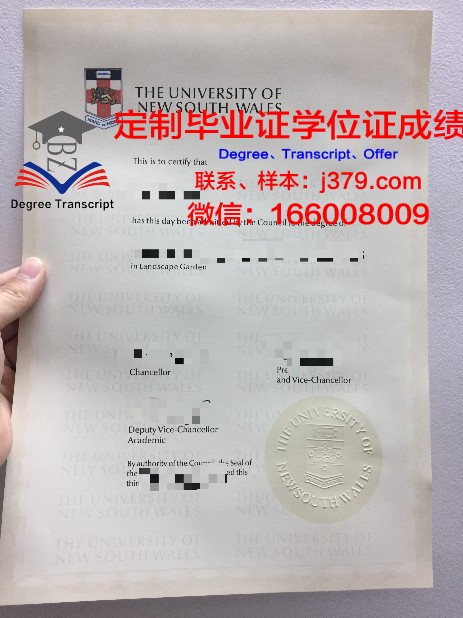 THE UNIVERSITY OF
NEW SOUTH WALES
定制毕业证学位证成绩
Degree、Transcript、Offer
联系、样本：j379.com
微信：166008009
BZ
Degree Transcript
This is to certify that
has this day been admitted by the Council to the degree of
in Landscape Garden
Chancellor
and Vice-Chancellor
Deputy Vice-Chancellor
Academic
By authority of the Council the Seal of
the
this
THE UNIVERSITY OF
NEW SOUTH WALES